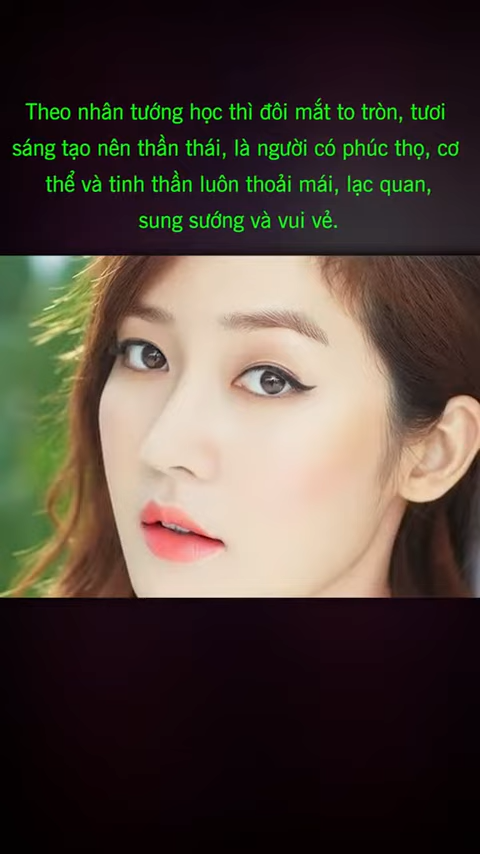 Theo nhân tướng học thì đôi mắt to tròn, tươi
sáng tạo nên thần thái, là người có phúc thọ, cơ
thể và tinh thần luôn thoải mái, lạc quan,
sung sướng và vui vẻ.